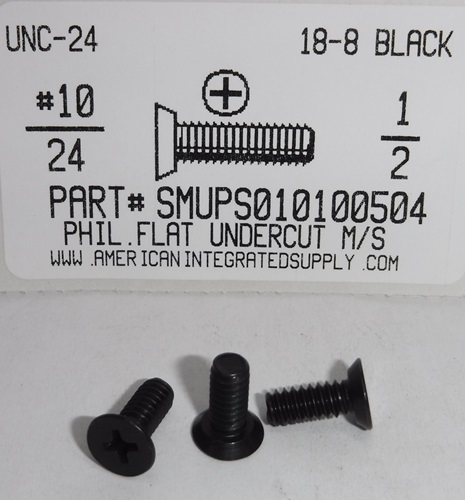 UNC-24 18-8 BLACK
#10 1
24 2
PART# SMUPS010100504
PHIL.FLAT UNDERCUT M/S
WWW.AMERICANINTEGRATEDSUPPLY.COM